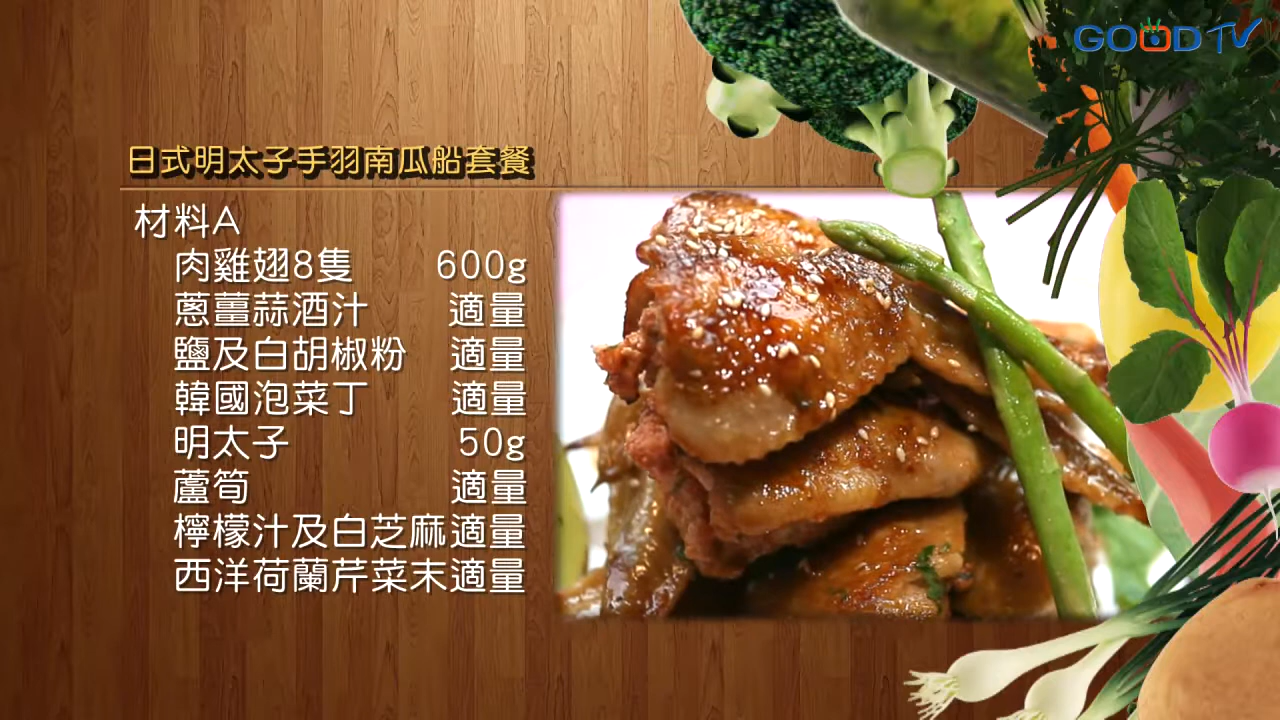 GOOD TV
日式明太子手羽南瓜船套餐
材料A
肉雞翅8隻 600g
蔥薑蒜酒汁 適量
鹽及白胡椒粉 適量
韓國泡菜丁 適量
明太子 50g
蘆筍 適量
檸檬汁及白芝麻適量
西洋荷蘭芹菜末適量